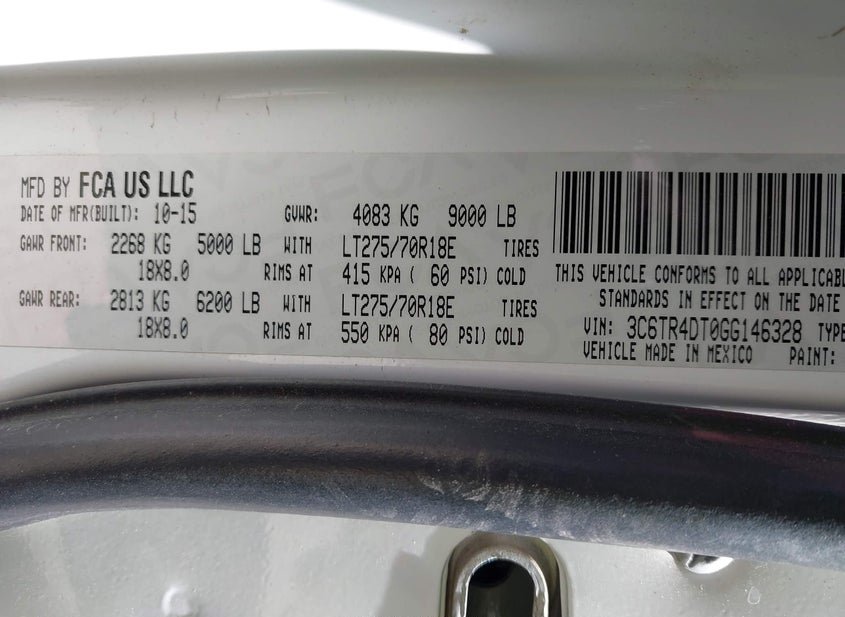 MFD BY FCA US LLC
DATE OF MFR(BUILT): 10-15 GVWR: 4083 KG 9000 LB
GAWR FRONT: 2268 KG 5000 LB WITH LT275/70R18E TIRES
18X8.0 RIMS AT 415 KPA ( 60 PSI) COLD
GAWR REAR: 2813 KG 6200 LB WITH LT275/70R18E TIRES
18X8.0 RIMS AT 550 KPA ( 80 PSI) COLD
THIS VEHICLE CONFORMS TO ALL APPLICABL
STANDARDS IN EFFECT ON THE DATE
VIN: 3C6TR4DT0GG146328 TYPE
VEHICLE MADE IN MEXICO PAINT: